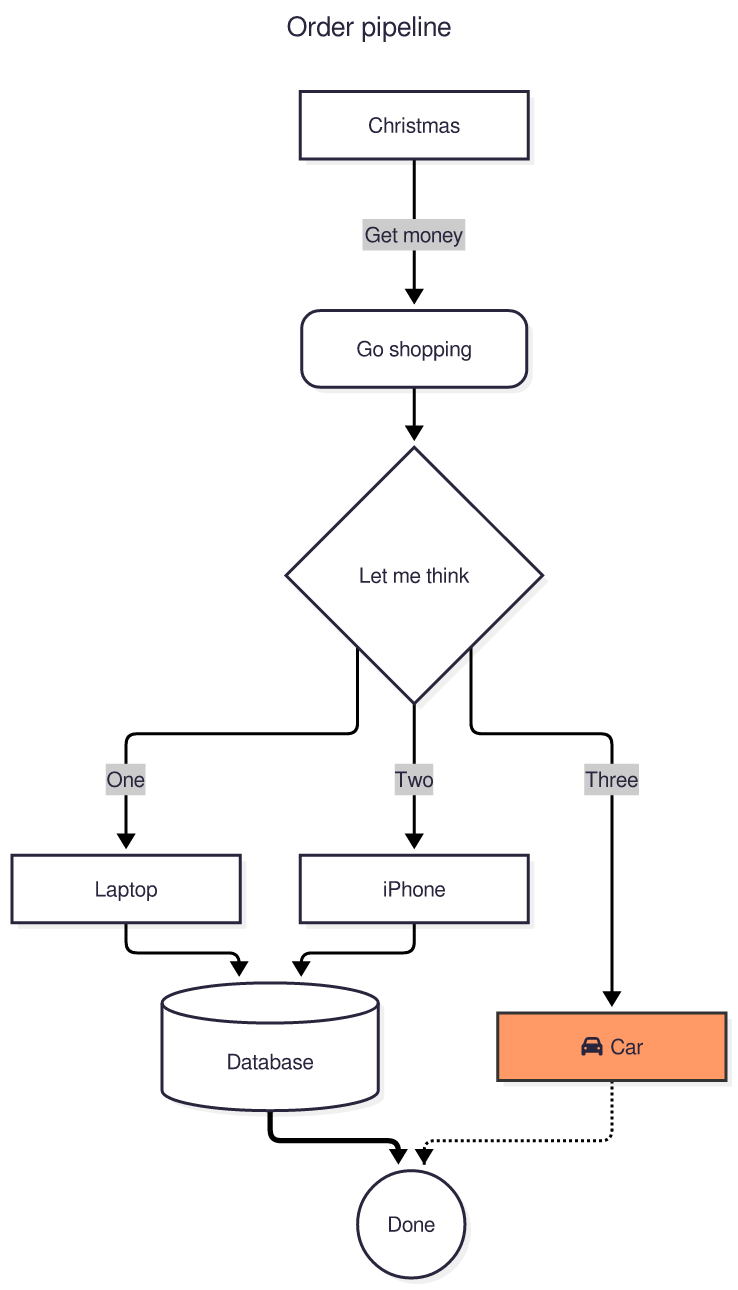 Order pipeline
Christmas
Get money
Go shopping
Let me think
One
Two
Three
Laptop
iPhone
Database
Car
Done